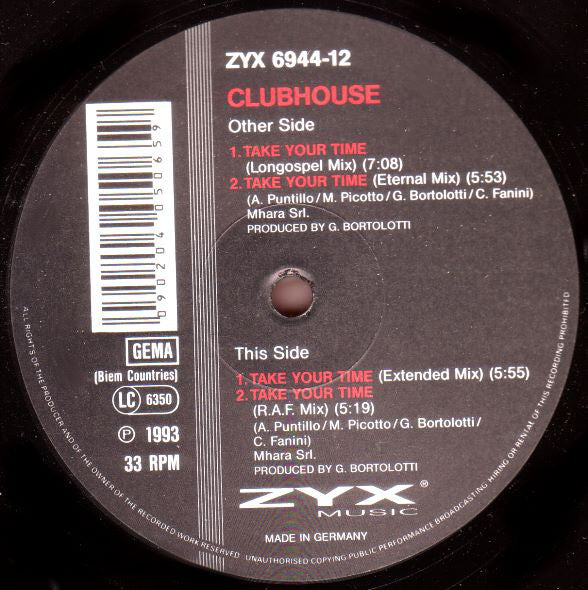 ZYX 6944-12
CLUBHOUSE
Other Side
1. TAKE YOUR TIME
(Longospel Mix) (7:08)
2. TAKE YOUR TIME (Eternal Mix) (5:53)
(A. Puntillo/M. Picotto/G. Bortolotti/C. Fanini)
Mhara Srl.
PRODUCED BY G. BORTOLOTTI
090204 050659
GEMA
(Biem Countries)
LC 6350
℗ 1993
33 RPM
This Side
1. TAKE YOUR TIME (Extended Mix) (5:55)
2. TAKE YOUR TIME
(R.A.F. Mix) (5:19)
(A. Puntillo/M. Picotto/G. Bortolotti/
C. Fanini)
Mhara Srl.
PRODUCED BY G. BORTOLOTTI
ZYX®
MUSIC
MADE IN GERMANY
ALL RIGHTS OF THE PRODUCER AND OF THE OWNER OF THE RECORDED WORK RESERVED UNAUTHORISED COPYING PUBLIC PERFORMANCE BROADCASTING HIRING OR RENTAL OF THIS RECORDING PROHIBITED